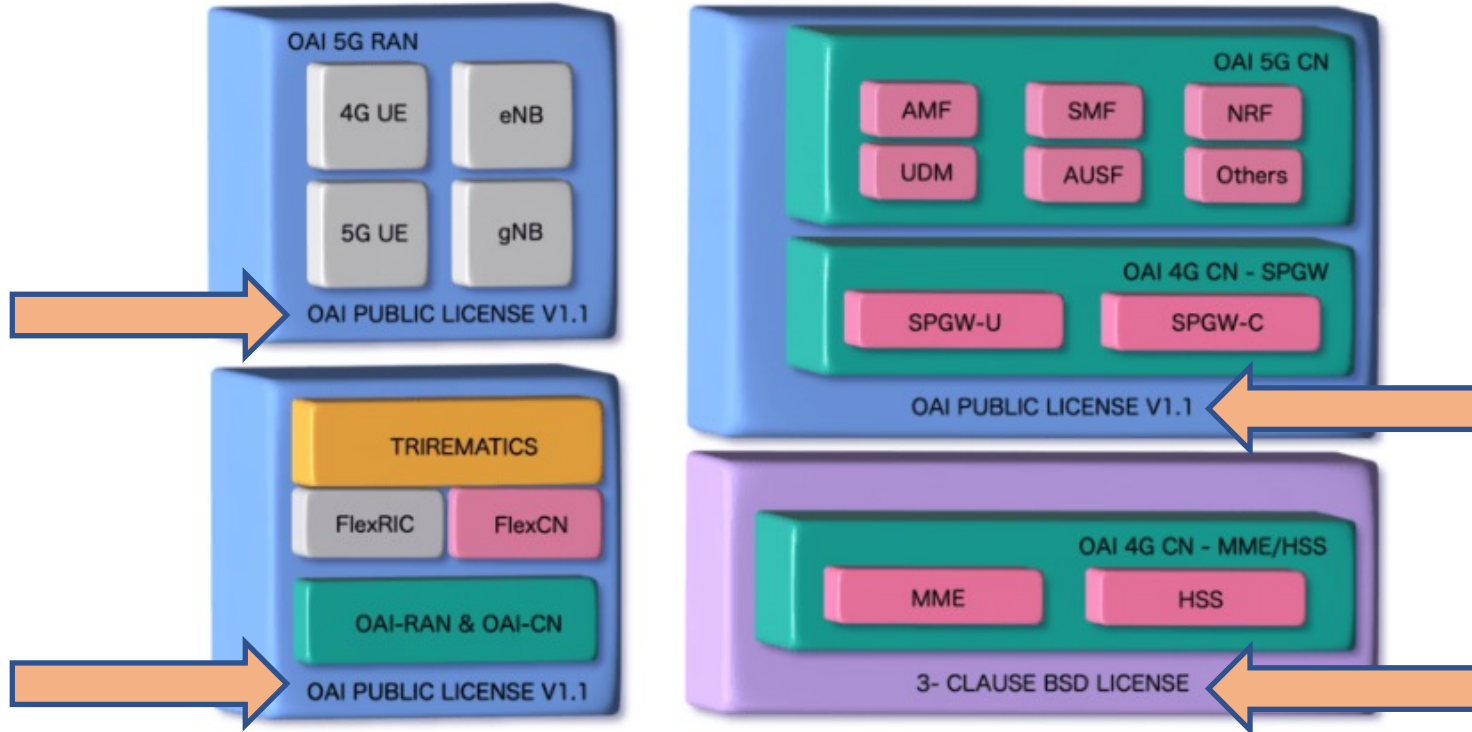 OAI 5G RAN
4G UE
eNB
5G UE
gNB
OAI PUBLIC LICENSE V1.1
OAI 5G CN
AMF
SMF
NRF
UDM
AUSF
Others
OAI 4G CN - SPGW
SPGW-U
SPGW-C
OAI PUBLIC LICENSE V1.1
TRIREMATICS
FlexRIC
FlexCN
OAI-RAN & OAI-CN
OAI PUBLIC LICENSE V1.1
OAI 4G CN - MME/HSS
MME
HSS
3- CLAUSE BSD LICENSE